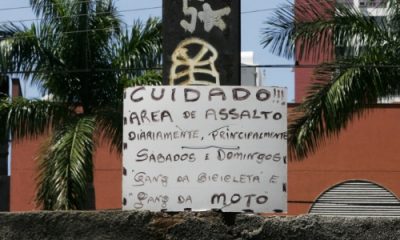 CUIDADO!!!
AREA DE ASSALTO
DIARIAMENTE, PRINCIPALMENTE
SABADOS E DOMINGOS
"GANG DA BICICLETA" E
"GANG DA MOTO